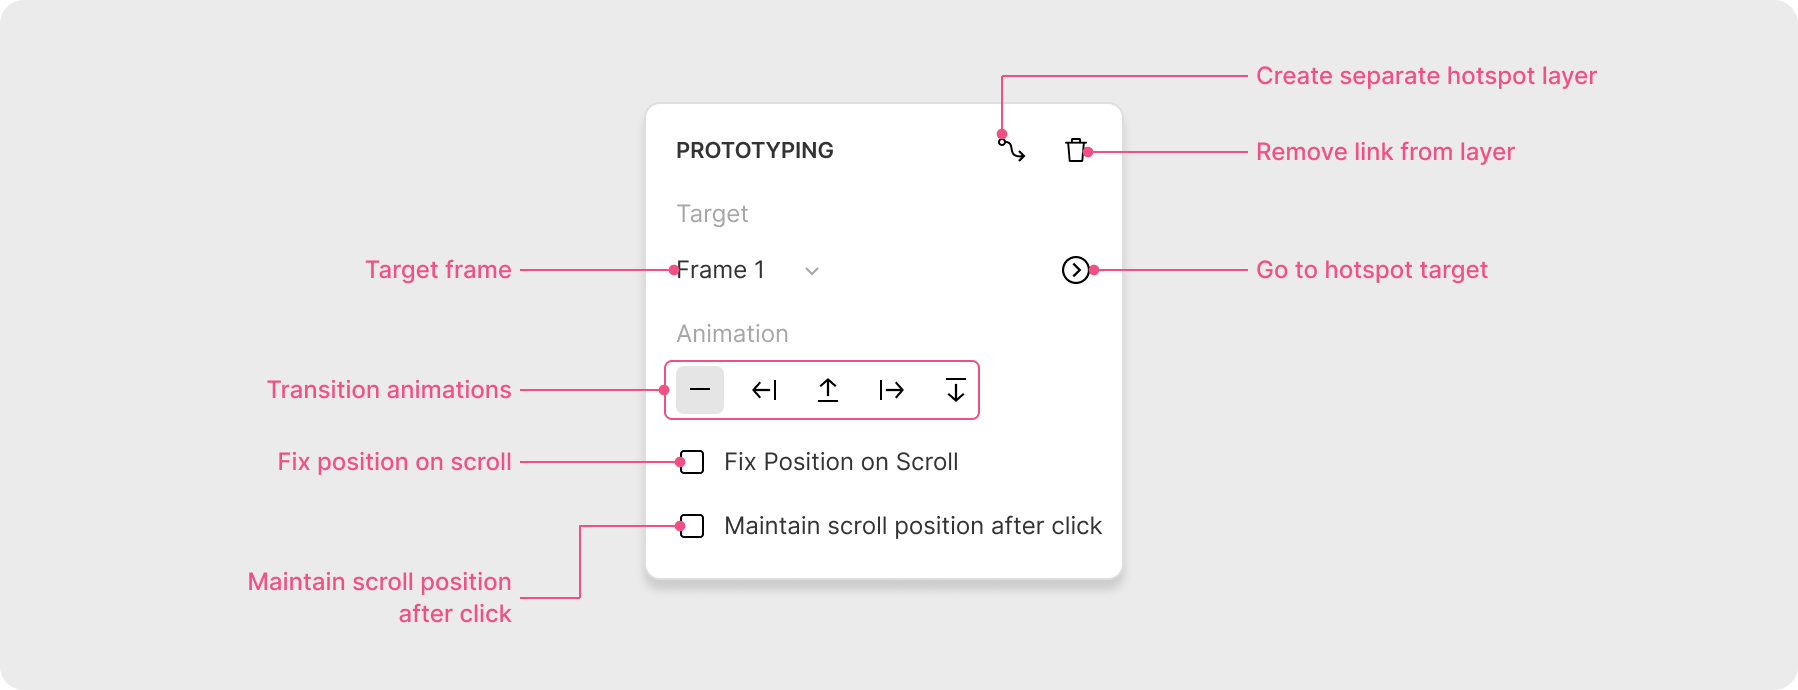 Create separate hotspot layer
PROTOTYPING
Remove link from layer
Target
Target frame
Frame 1
Go to hotspot target
Animation
Transition animations
Fix position on scroll
Fix Position on Scroll
Maintain scroll position after click
Maintain scroll position
after click